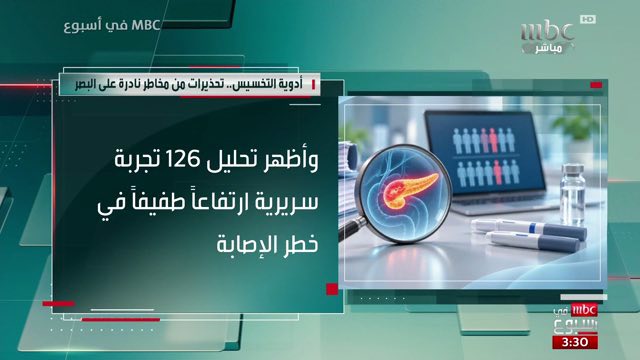 MBC في أسبوع
mbc HD
مباشر
أدوية التخسيس.. تحذيرات من مخاطر نادرة على البصر
وأظهر تحليل 126 تجربة
سريرية ارتفاعاً طفيفاً في
خطر الإصابة
mbc في
أسبوع
3:30